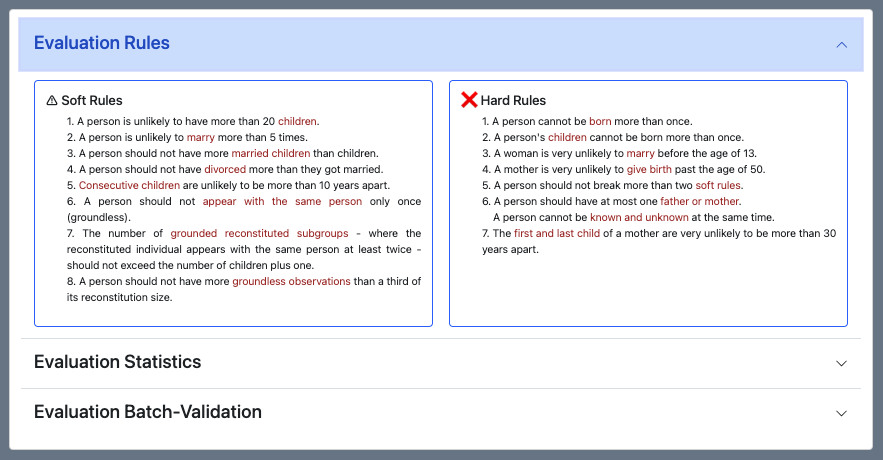 Evaluation Rules
Soft Rules
1. A person is unlikely to have more than 20 children.
2. A person is unlikely to marry more than 5 times.
3. A person should not have more married children than children.
4. A person should not have divorced more than they got married.
5. Consecutive children are unlikely to be more than 10 years apart.
6. A person should not appear with the same person only once
(groundless).
7. The number of grounded reconstituted subgroups - where the
reconstituted individual appears with the same person at least twice -
should not exceed the number of children plus one.
8. A person should not have more groundless observations than a third of
its reconstitution size.
Hard Rules
1. A person cannot be born more than once.
2. A person's children cannot be born more than once.
3. A woman is very unlikely to marry before the age of 13.
4. A mother is very unlikely to give birth past the age of 50.
5. A person should not break more than two soft rules.
6. A person should have at most one father or mother.
A person cannot be known and unknown at the same time.
7. The first and last child of a mother are very unlikely to be more than 30
years apart.
Evaluation Statistics
Evaluation Batch-Validation